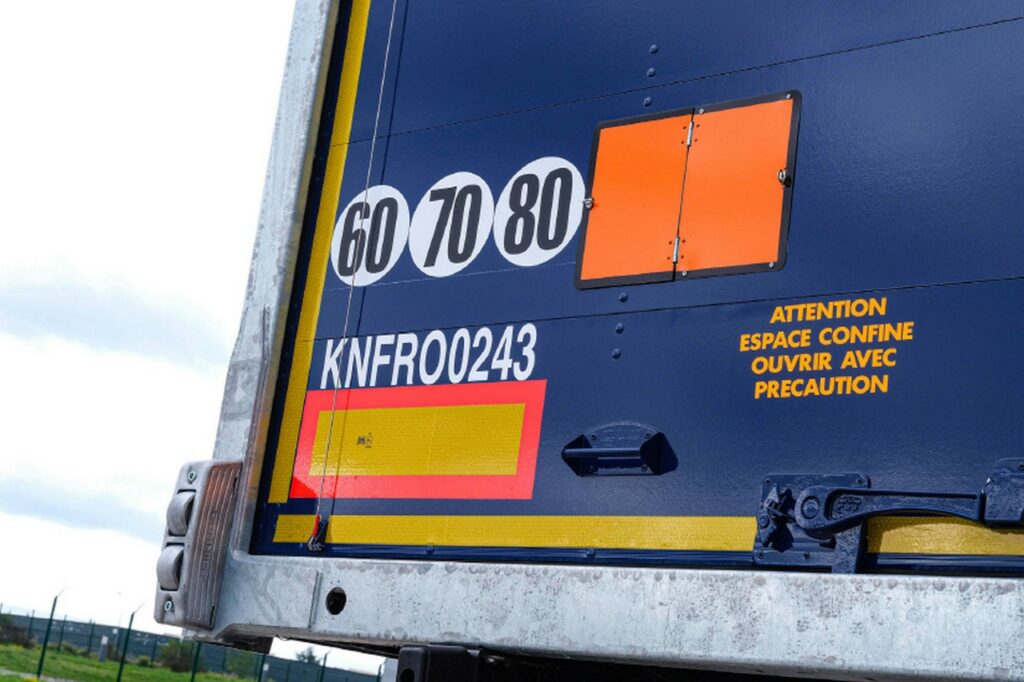 60 70 80
KNFRO0243
ATTENTION
ESPACE CONFINE
OUVRIR AVEC
PRECAUTION